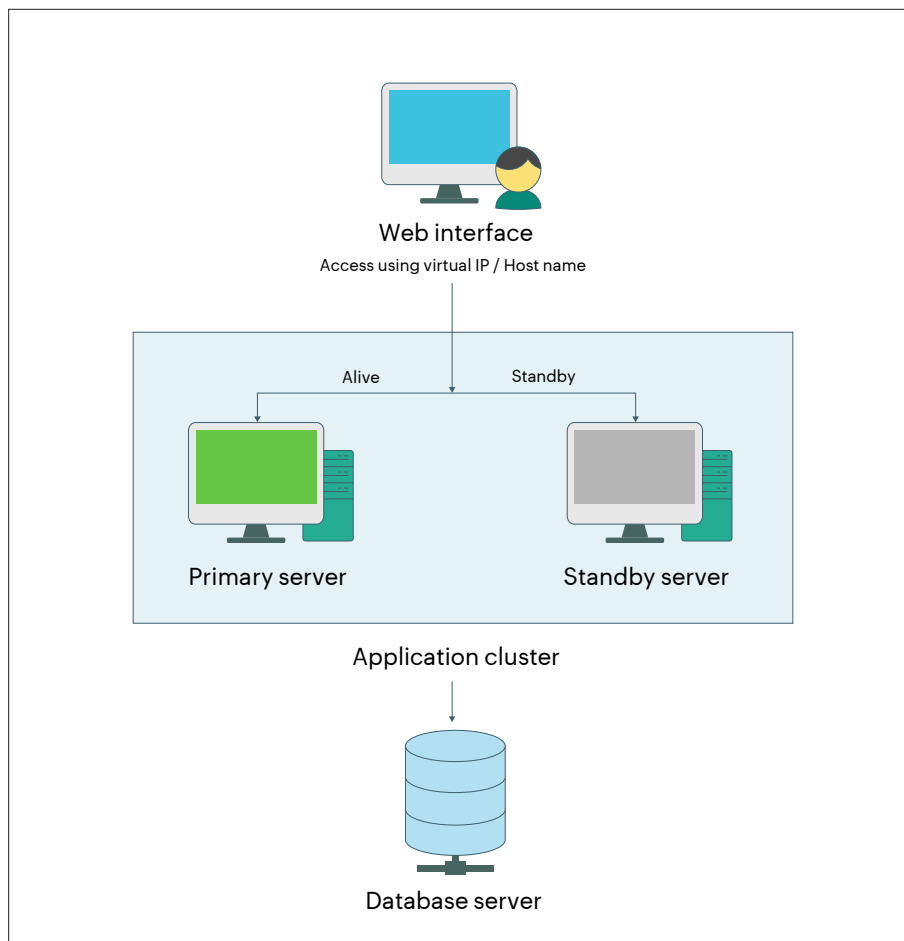 Web interface
Access using virtual IP / Host name
Alive
Standby
Primary server
Standby server
Application cluster
Database server